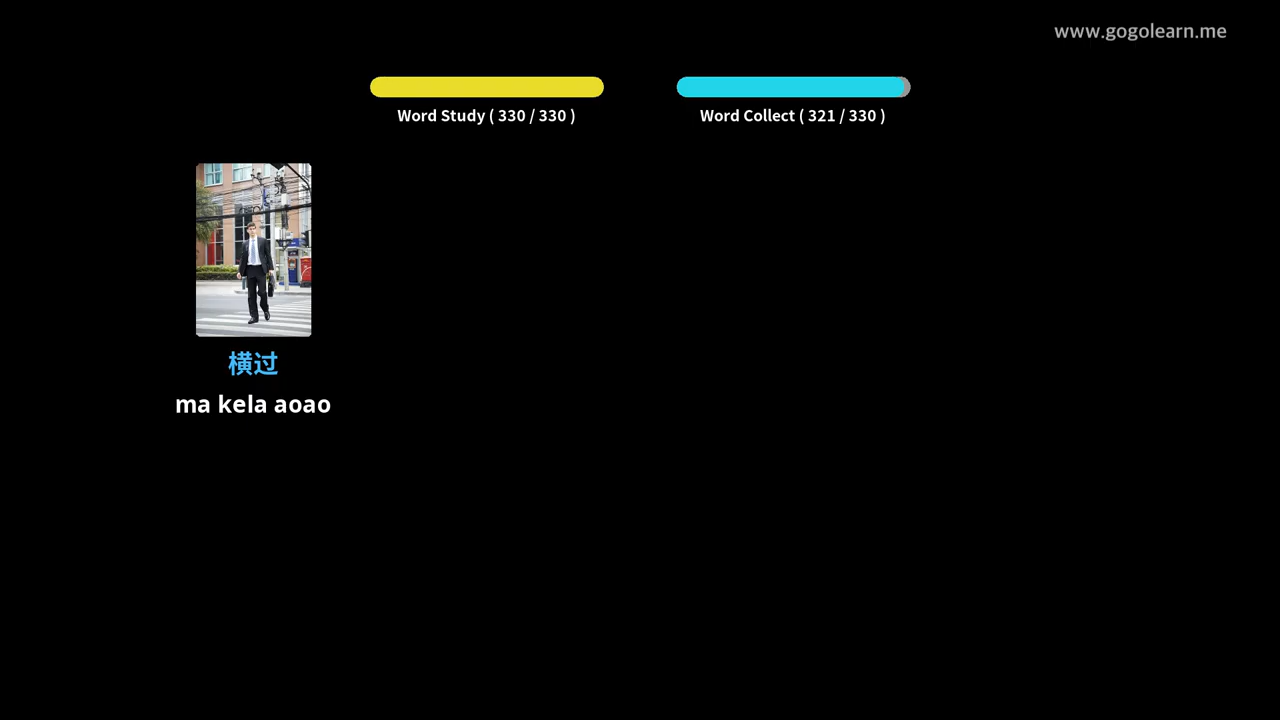 www.gogolearn.me
Word Study ( 330 / 330 )
Word Collect ( 321 / 330 )
横过
ma kela aoao